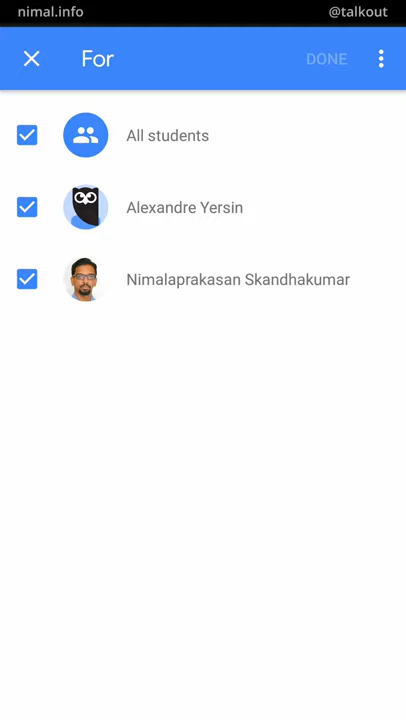 nimal.info @talkout
For DONE
All students
Alexandre Yersin
Nimalaprakasan Skandhakumar